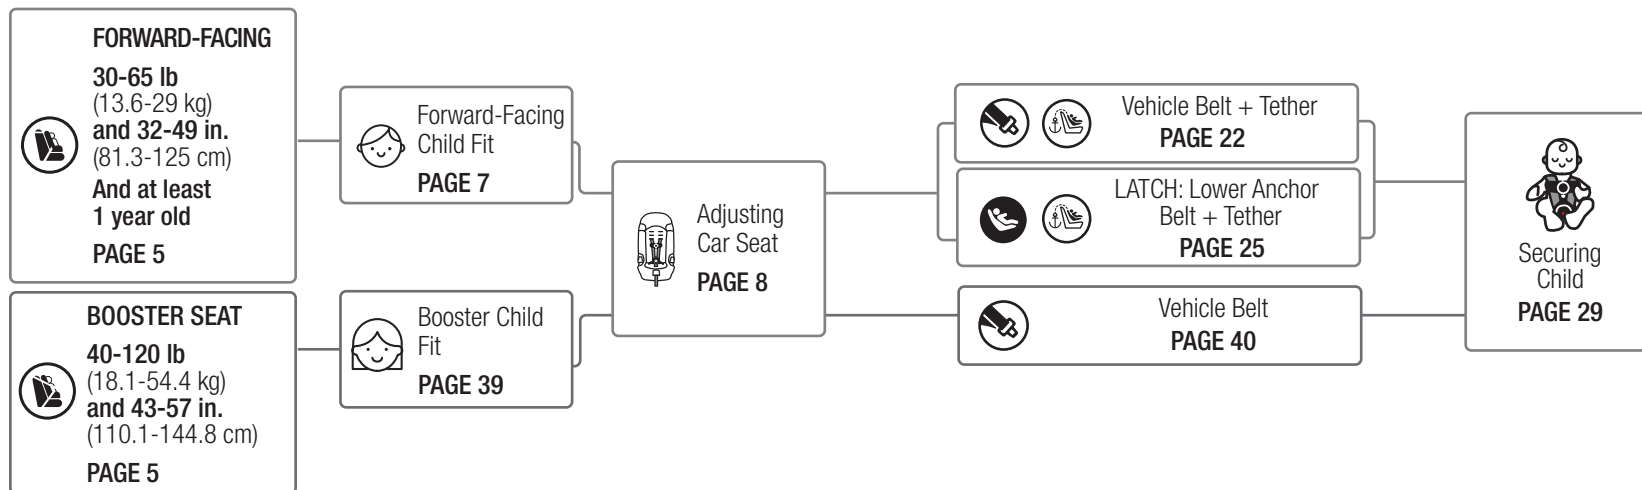 FORWARD-FACING
30-65 lb
(13.6-29 kg)
and 32-49 in.
(81.3-125 cm)
And at least
1 year old
PAGE 5
Forward-Facing
Child Fit
PAGE 7
BOOSTER SEAT
40-120 lb
(18.1-54.4 kg)
and 43-57 in.
(110.1-144.8 cm)
PAGE 5
Booster Child
Fit
PAGE 39
Adjusting
Car Seat
PAGE 8
Vehicle Belt + Tether
PAGE 22
LATCH: Lower Anchor
Belt + Tether
PAGE 25
Vehicle Belt
PAGE 40
Securing
Child
PAGE 29